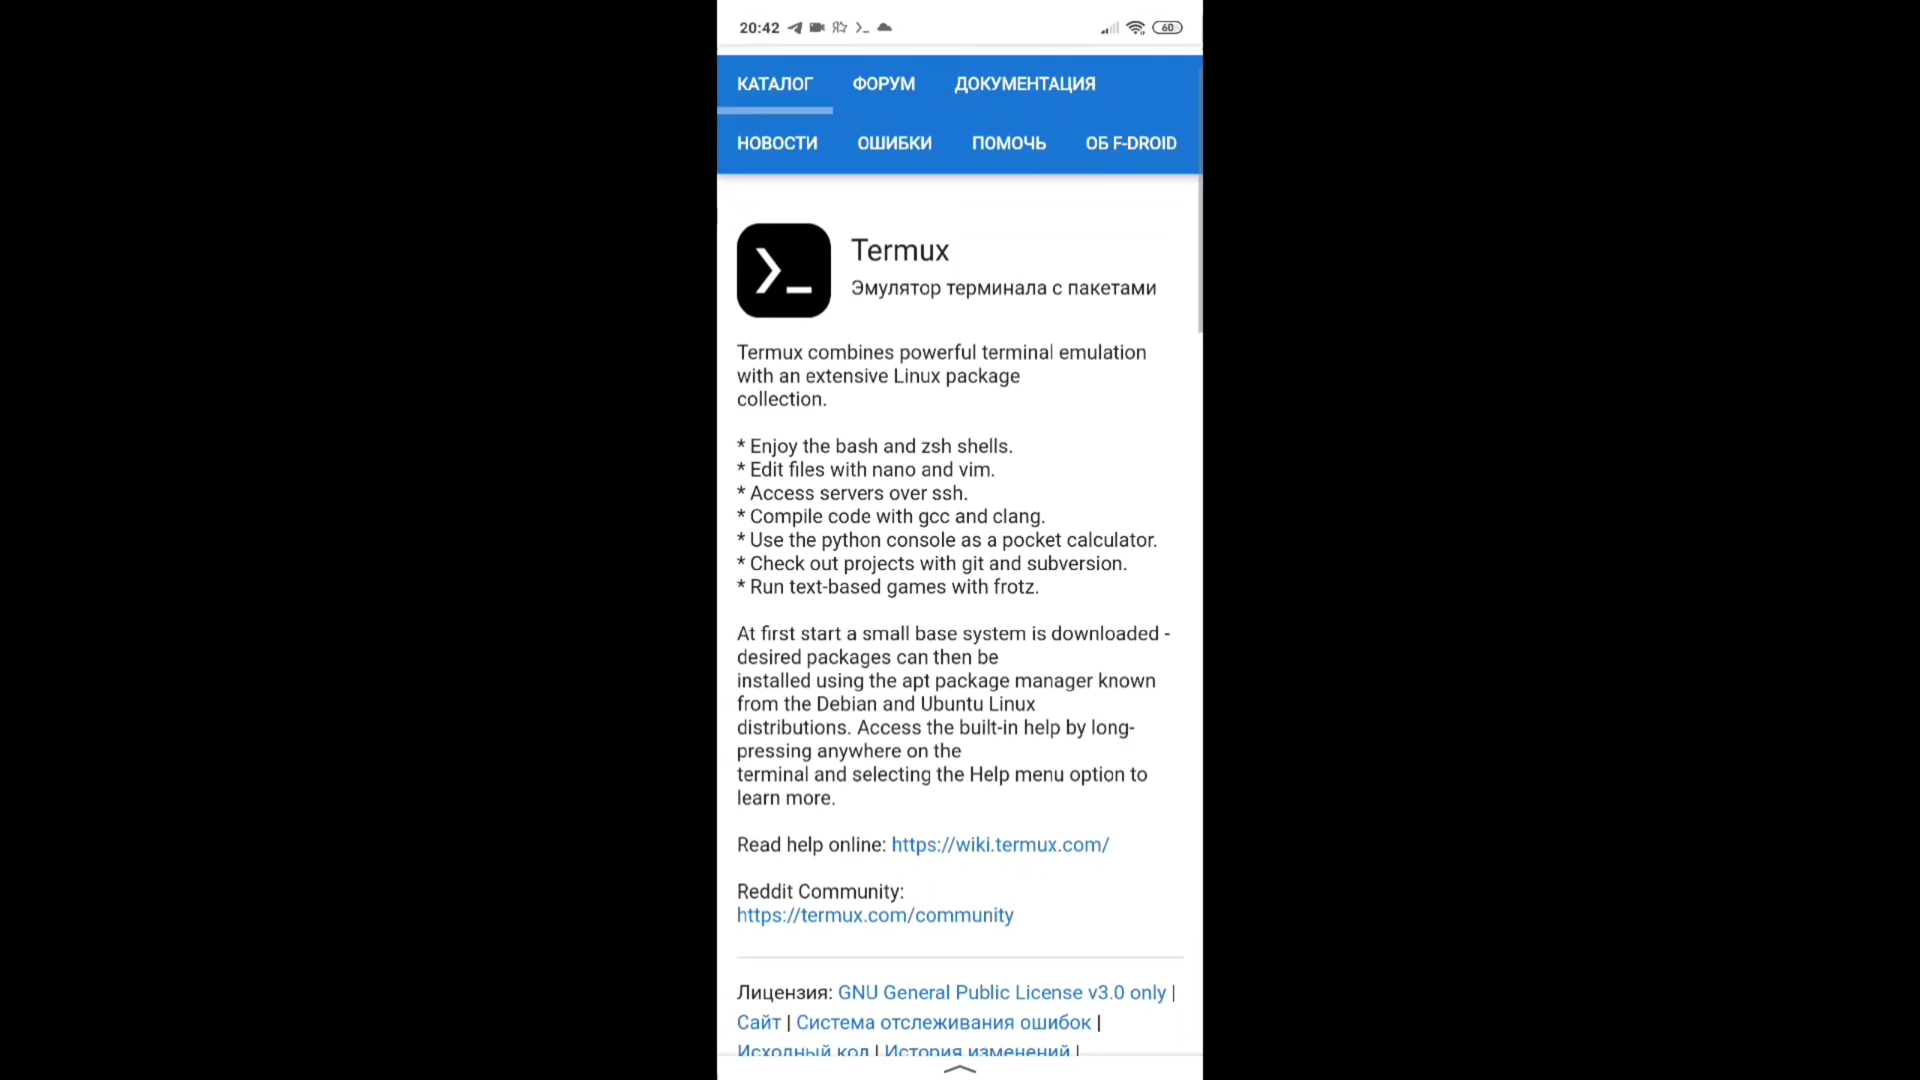 20:42
60
КАТАЛОГ ФОРУМ ДОКУМЕНТАЦИЯ
НОВОСТИ ОШИБКИ ПОМОЧЬ ОБ F-DROID
Termux
Эмулятор терминала с пакетами
Termux combines powerful terminal emulation
with an extensive Linux package
collection.
* Enjoy the bash and zsh shells.
* Edit files with nano and vim.
* Access servers over ssh.
* Compile code with gcc and clang.
* Use the python console as a pocket calculator.
* Check out projects with git and subversion.
* Run text-based games with frotz.
At first start a small base system is downloaded -
desired packages can then be
installed using the apt package manager known
from the Debian and Ubuntu Linux
distributions. Access the built-in help by long-
pressing anywhere on the
terminal and selecting the Help menu option to
learn more.
Read help online: https://wiki.termux.com/
Reddit Community:
https://termux.com/community
Лицензия: GNU General Public License v3.0 only |
Сайт | Система отслеживания ошибок |
Исходный код | История изменений |